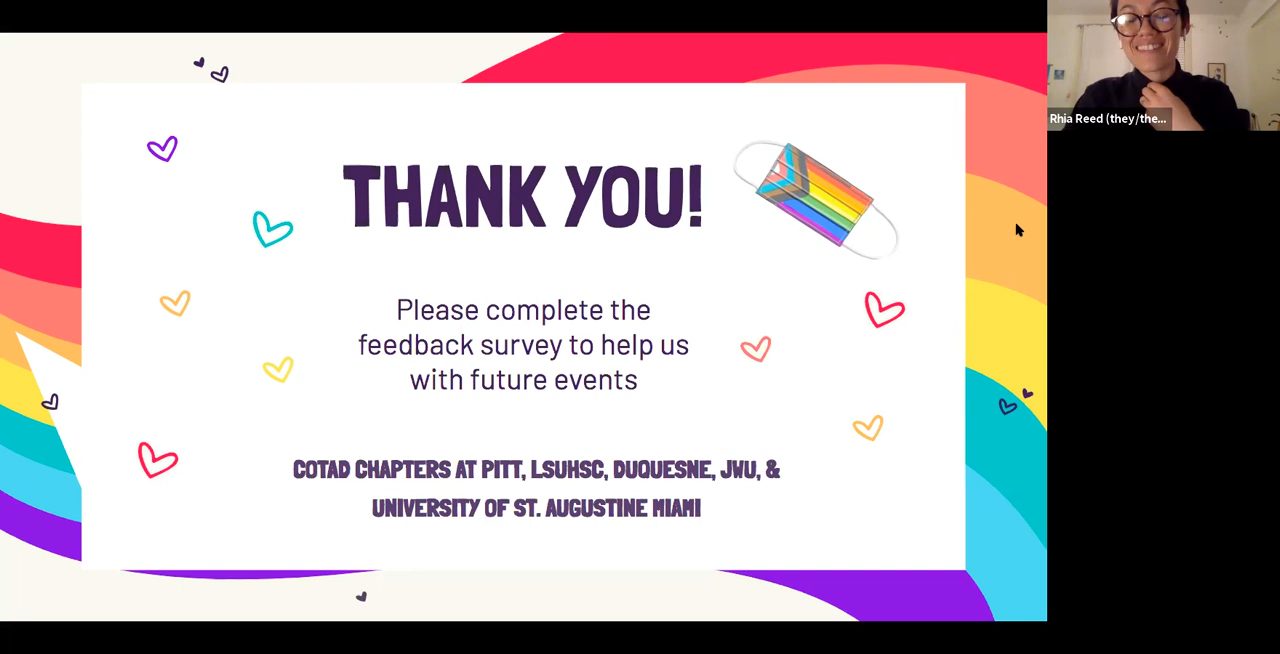 THANK YOU!
Please complete the
feedback survey to help us
with future events
COTAD CHAPTERS AT PITT, LSUHSC, DUQUESNE, JWU, &
UNIVERSITY OF ST. AUGUSTINE MIAMI
Rhia Reed (they/the...